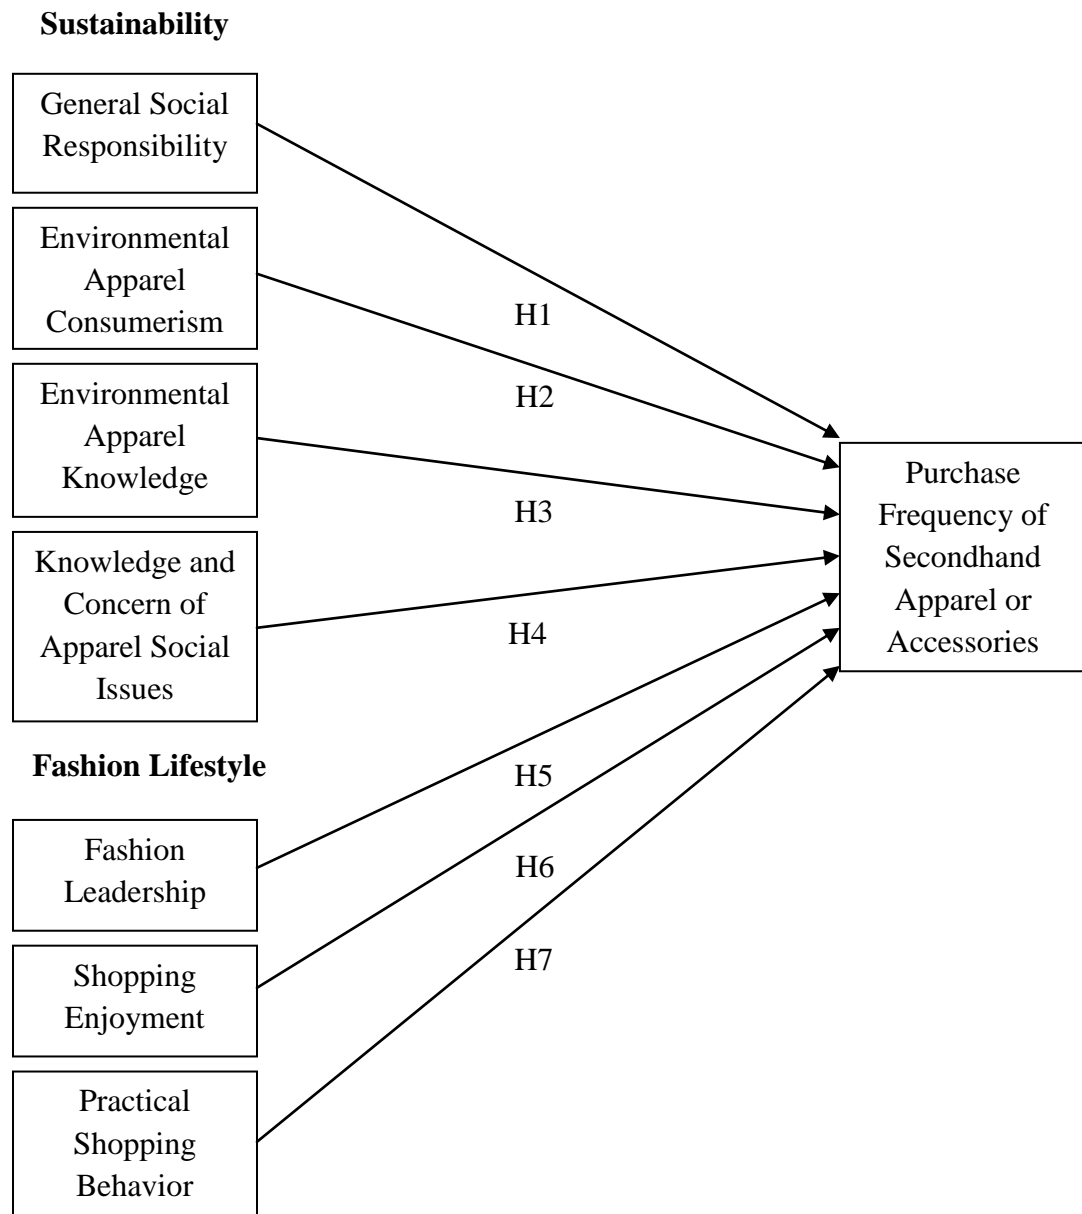 Sustainability
General Social
Responsibility
Environmental
Apparel
Consumerism
H1
H2
Environmental
Apparel
Knowledge
H3
Knowledge and
Concern of
Apparel Social
Issues
H4
Purchase
Frequency of
Secondhand
Apparel or
Accessories
Fashion Lifestyle
H5
Fashion
Leadership
H6
Shopping
Enjoyment
H7
Practical
Shopping
Behavior